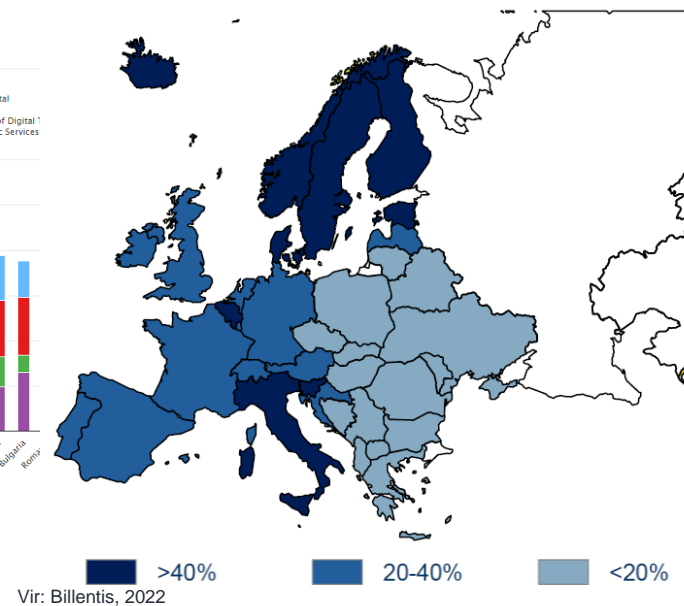 tal
of Digital
c Services
Bulgaria
Roma
>40%
20-40%
<20%
Vir: Billentis, 2022